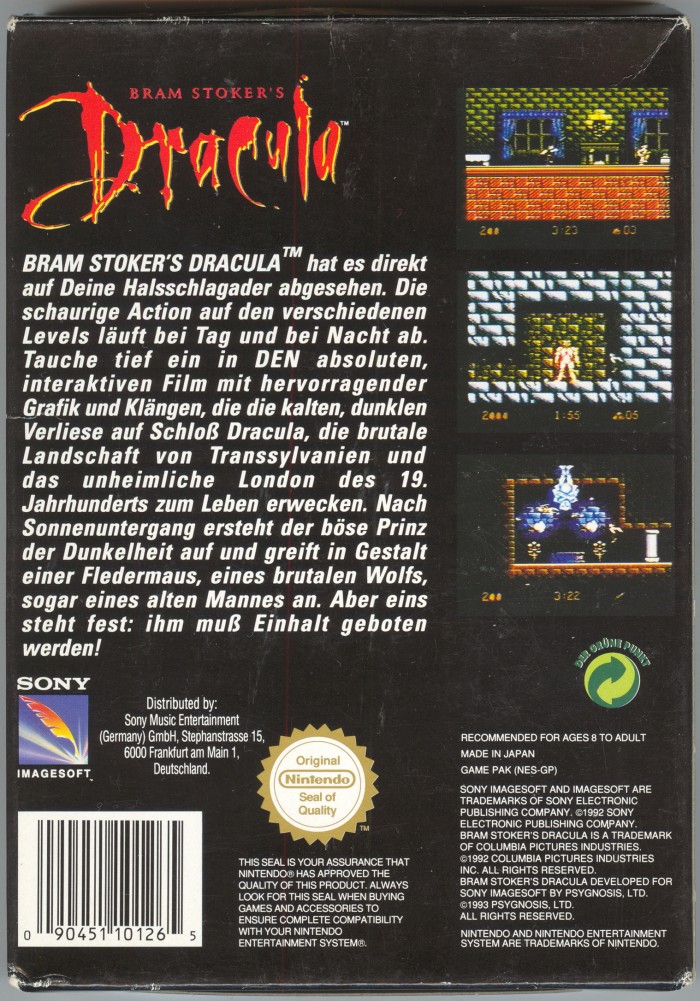 BRAM STOKER'S
Dracula™
BRAM STOKER'S DRACULA™ hat es direkt
auf Deine Halsschlagader abgesehen. Die
schaurige Action auf den verschiedenen
Levels läuft bei Tag und bei Nacht ab.
Tauche tief ein in DEN absoluten,
interaktiven Film mit hervorragender
Grafik und Klängen, die die kalten, dunklen
Verliese auf Schloß Dracula, die brutale
Landschaft von Transsylvanien und
das unheimliche London des 19.
Jahrhunderts zum Leben erwecken. Nach
Sonnenuntergang ersteht der böse Prinz
der Dunkelheit auf und greift in Gestalt
einer Fledermaus, eines brutalen Wolfs,
sogar eines alten Mannes an. Aber eins
steht fest: ihm muß Einhalt geboten
werden!
200 3:23 03
2000 1:55 05
200 3:22
DER GRÜNE PUNKT
SONY
IMAGESOFT
Distributed by:
Sony Music Entertainment
(Germany) GmbH, Stephanstrasse 15,
6000 Frankfurt am Main 1,
Deutschland.
Original
Nintendo
Seal of
Quality
TM
THIS SEAL IS YOUR ASSURANCE THAT
NINTENDO® HAS APPROVED THE
QUALITY OF THIS PRODUCT. ALWAYS
LOOK FOR THIS SEAL WHEN BUYING
GAMES AND ACCESSORIES TO
ENSURE COMPLETE COMPATIBILITY
WITH YOUR NINTENDO
ENTERTAINMENT SYSTEM®.
0 90451 10126 5
RECOMMENDED FOR AGES 8 TO ADULT
MADE IN JAPAN
GAME PAK (NES-GP)
SONY IMAGESOFT AND IMAGESOFT ARE
TRADEMARKS OF SONY ELECTRONIC
PUBLISHING COMPANY. ©1992 SONY
ELECTRONIC PUBLISHING COMPANY.
BRAM STOKER'S DRACULA IS A TRADEMARK
OF COLUMBIA PICTURES INDUSTRIES.
©1992 COLUMBIA PICTURES INDUSTRIES
INC. ALL RIGHTS RESERVED.
BRAM STOKER'S DRACULA DEVELOPED FOR
SONY IMAGESOFT BY PSYGNOSIS, LTD.
©1993 PSYGNOSIS, LTD.
ALL RIGHTS RESERVED.
NINTENDO AND NINTENDO ENTERTAINMENT
SYSTEM ARE TRADEMARKS OF NINTENDO.